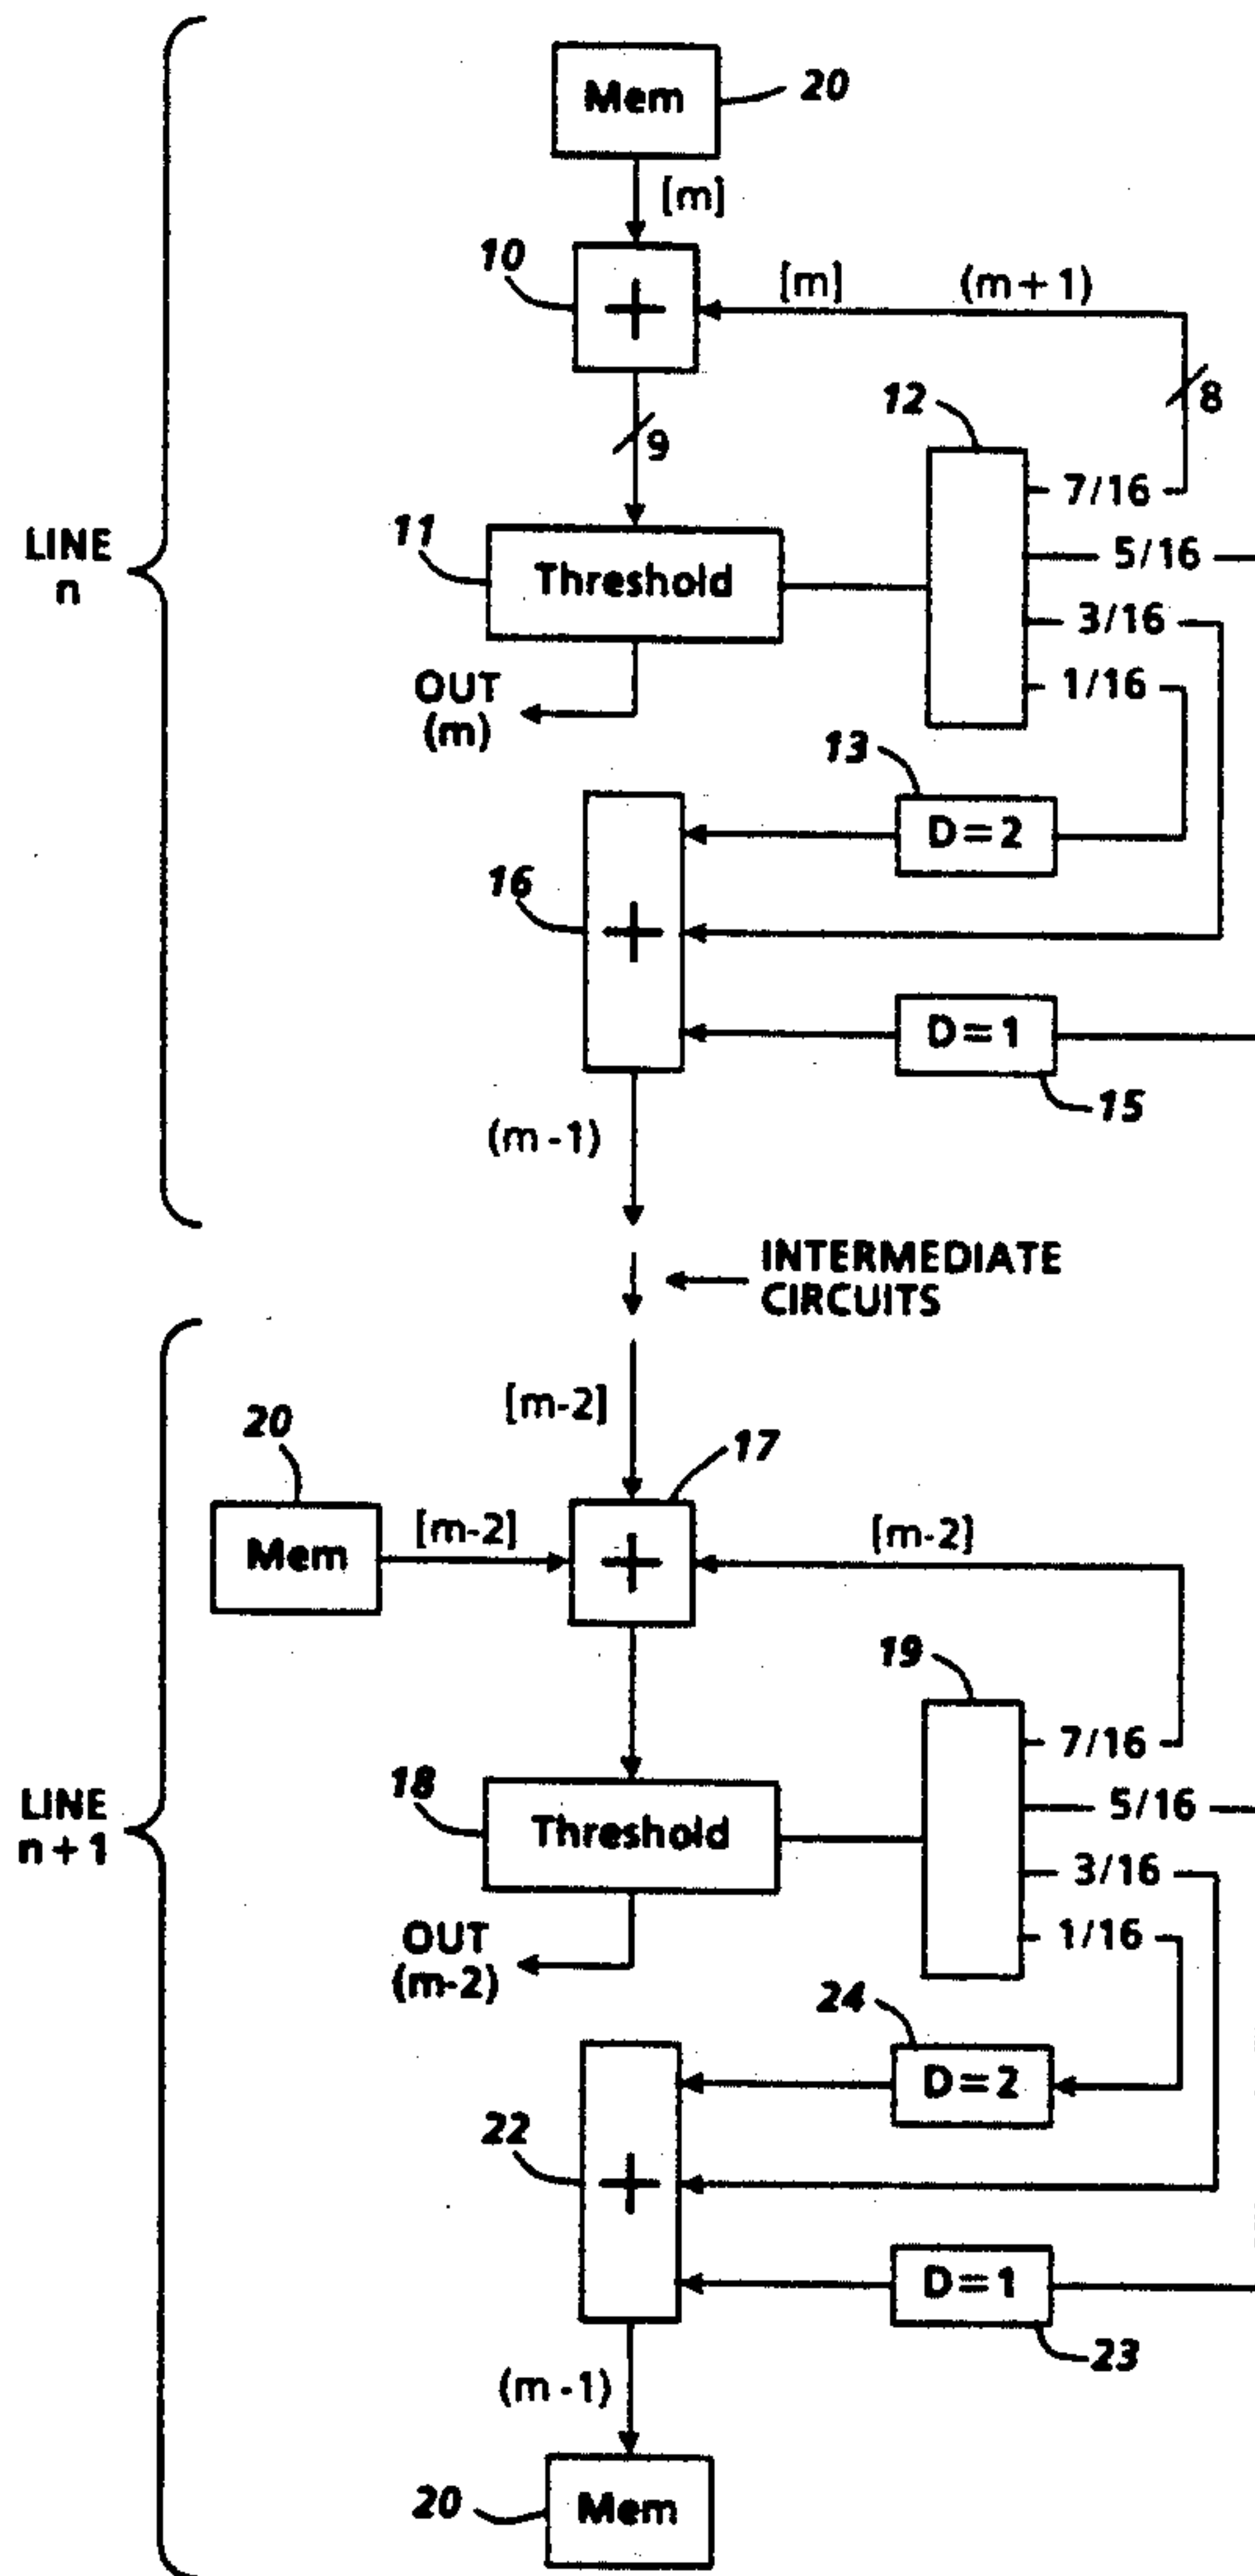 Mem
20
[m]
10
+
[m]
(m+1)
8
9
12
7/16
5/16
3/16
1/16
LINE
n
11
Threshold
OUT
(m)
13
D=2
16
+
D=1
15
(m-1)
INTERMEDIATE
CIRCUITS
[m-2]
20
17
Mem
[m-2]
+
[m-2]
19
7/16
5/16
3/16
1/16
LINE
n+1
18
Threshold
OUT
(m-2)
24
D=2
22
+
D=1
23
(m-1)
20
Mem